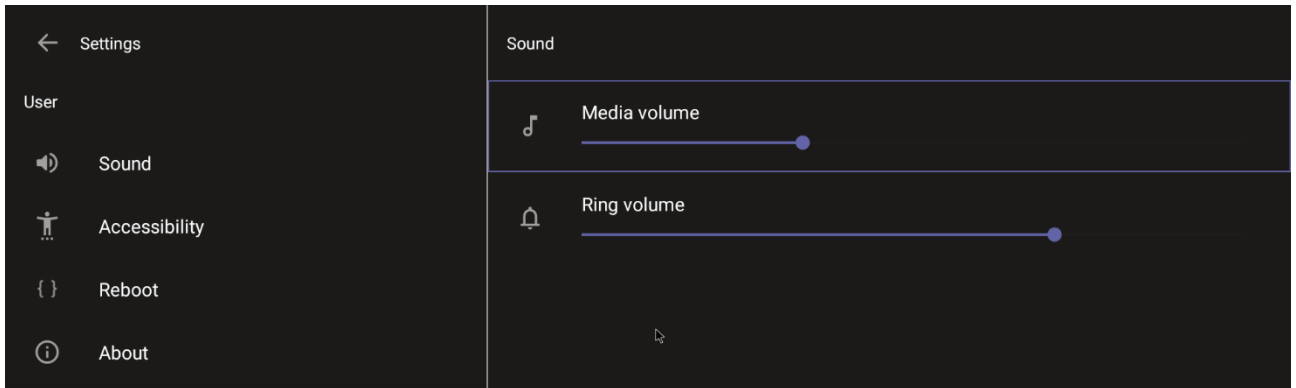 Settings
User
Sound
Accessibility
Reboot
About
Sound
Media volume
Ring volume